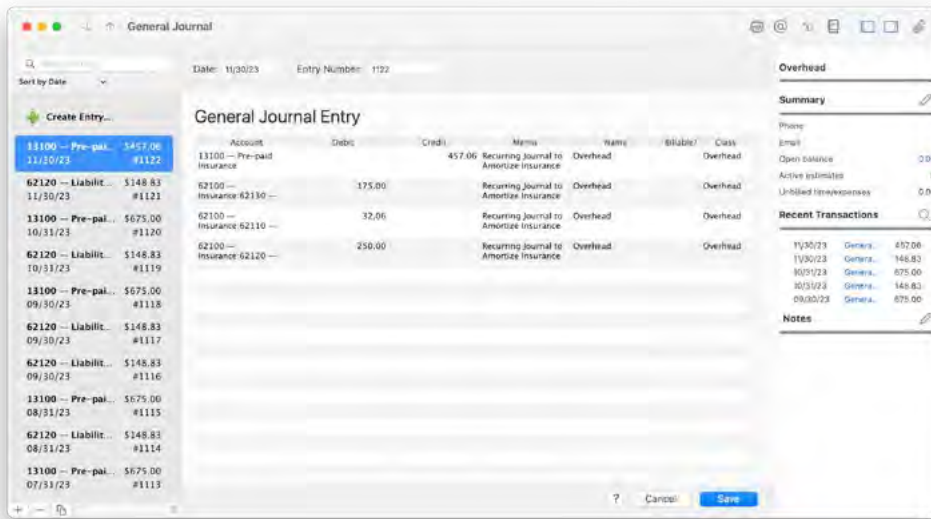 General Journal
Sort by Date
Create Entry...
13100 — Pre-pai... $457.06
11/30/23 #1122
62120 — Liabilit... $148.83
11/30/23 #1121
13100 — Pre-pai... $675.00
10/31/23 #1120
62120 — Liabilit... $148.83
10/31/23 #1119
13100 — Pre-pai... $675.00
09/30/23 #1118
62120 — Liabilit... $148.83
09/30/23 #1117
62120 — Liabilit... $148.83
09/30/23 #1116
13100 — Pre-pai... $675.00
08/31/23 #1115
62120 — Liabilit... $148.83
08/31/23 #1114
13100 — Pre-pai... $675.00
07/31/23 #1113
Date: 11/30/23 Entry Number: 1122
General Journal Entry
Account Debit Credit Memo Name Billable? Class
13100 — Pre-paid 457.06 Recurring Journal to Overhead Overhead
Insurance Amortize Insurance
62100 — 175.00 Recurring Journal to Overhead Overhead
Insurance:62130 — Amortize Insurance
62100 — 32.06 Recurring Journal to Overhead Overhead
Insurance:62110 — Amortize Insurance
62100 — 250.00 Recurring Journal to Overhead Overhead
Insurance:62120 — Amortize Insurance
? Cancel Save
Overhead
Summary
Phone
Email
Open balance
Active estimates
Unbilled time/expenses
Recent Transactions
11/30/23 Genera... 457.06
11/30/23 Genera... 148.83
10/31/23 Genera... 675.00
10/31/23 Genera... 148.83
09/30/23 Genera... 675.00
Notes